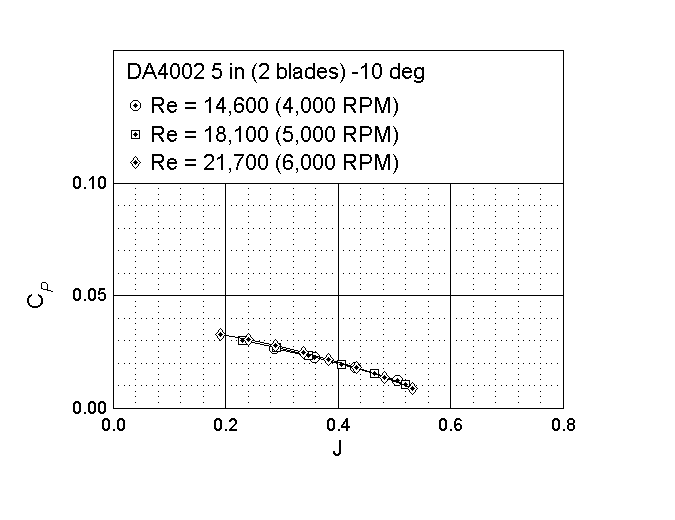 DA4002 5 in (2 blades) -10 deg
Re = 14,600 (4,000 RPM)
Re = 18,100 (5,000 RPM)
Re = 21,700 (6,000 RPM)
0.10
0.05
0.00
C_P
0.0 0.2 0.4 0.6 0.8
J